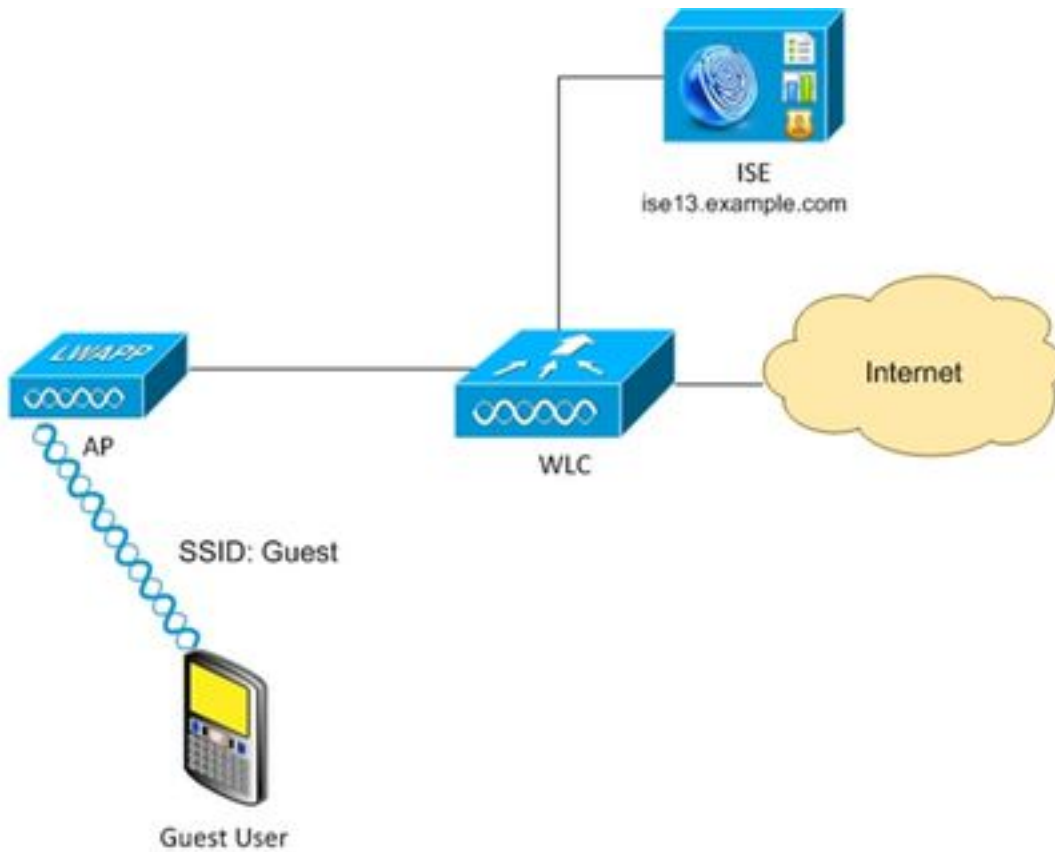 ISE
ise13.example.com
LWAPP
Internet
AP
WLC
SSID: Guest
Guest User